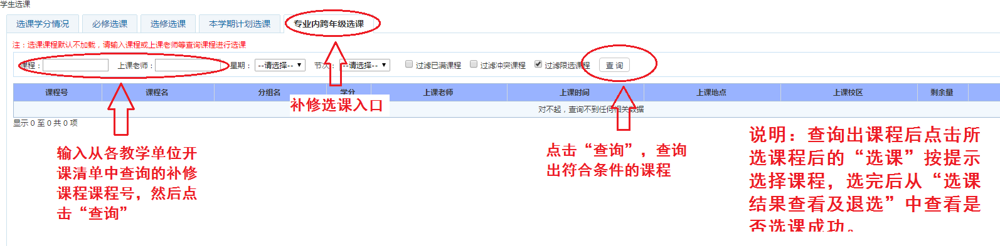 学生选课
选课学分情况 必修选课 选修选课 本学期计划选课 专业内跨年级选课
注：选课课程默认不加载，请输入课程或上课老师等查询课程进行选课
课程： 上课老师： 星期： --请选择-- 节次： --请选择-- 过滤已满课程 过滤冲突课程 过滤限选课程 查 询
课程号 课程名 分组名 学分 上课老师 上课时间 上课地点 上课校区 剩余量
补修选课入口
对不起，查询不到任何相关数据
显示 0 至 0 共 0 项
输入从各教学单位开
课清单中查询的补修
课程课程号，然后点
击“查询”
点击“查询”，查询
出符合条件的课程
说明：查询出课程后点击所
选课程后的“选课”按提示
选择课程，选完后从“选课
结果查看及退选”中查看是
否选课成功。